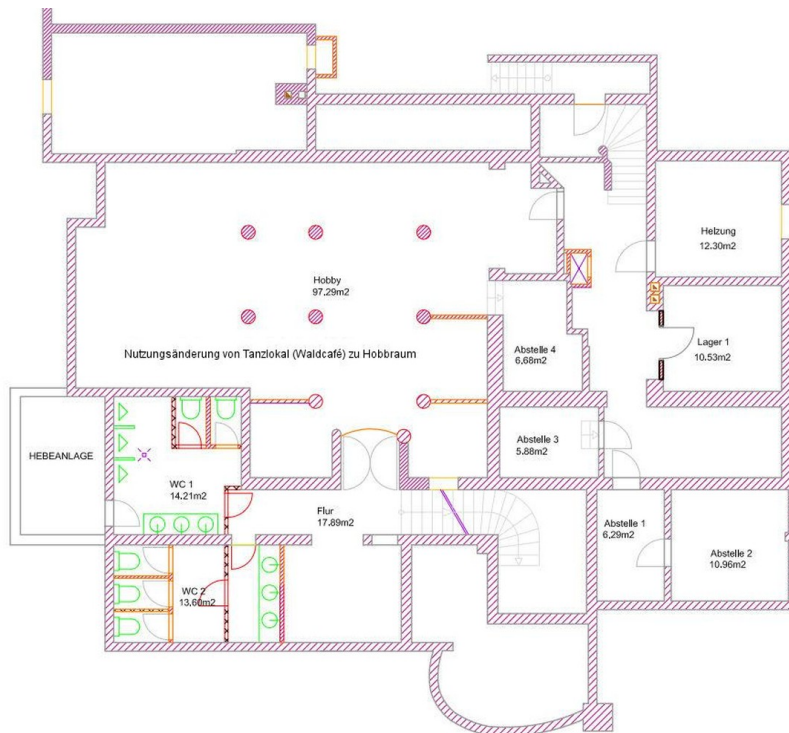 Heizung
12.30m2
Hobby
97.29m2
Lager 1
10.53m2
Nutzungsänderung von Tanzlokal (Waldcafé) zu Hobbraum
Abstelle 4
6,68m2
Abstelle 3
5.88m2
HEBEANLAGE
WC 1
14.21m2
Flur
17.89m2
Abstelle 1
6,29m2
Abstelle 2
10.96m2
WC 2
13,60m2